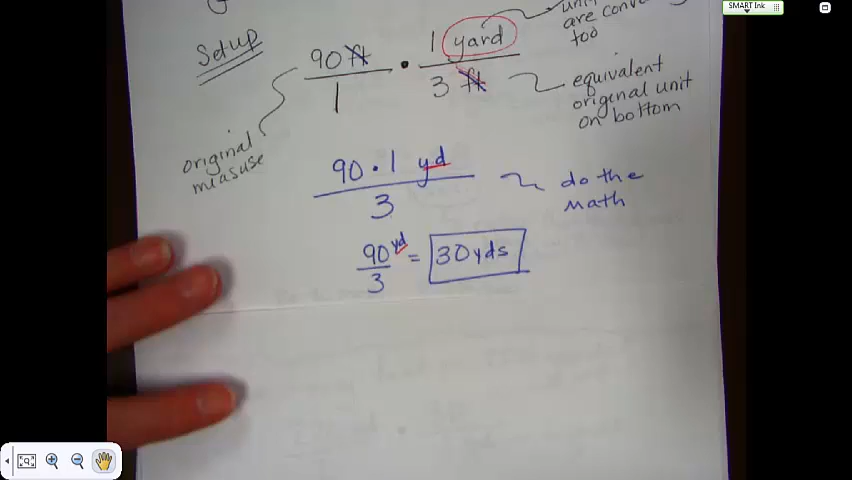 SMART Ink
Setup
units
are conv
too
90 ft • 1 yard
1 3 ft
equivalent
original unit
on bottom
original
measuse
90 • 1 yd
3
do the
math
90 yd = 30 yds
3